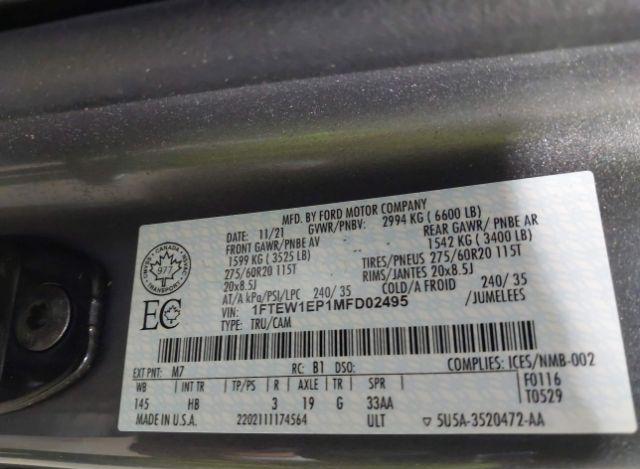 MFD. BY FORD MOTOR COMPANY
DATE: 11/21 GVWR/PNBV: 2994 KG ( 6600 LB)
FRONT GAWR/PNBE AV REAR GAWR/ PNBE AR
1599 KG ( 3525 LB) 1542 KG ( 3400 LB)
275/60R20 115T TIRES/PNEUS 275/60R20 115T
20x8.5J RIMS/JANTES 20x8.5J
AT/A kPa/PSI/LPC 240/ 35 COLD/A FROID 240/ 35
VIN: 1FTEW1EP1MFD02495 /JUMELEES
TYPE: TRU/CAM
CANADA
TRANSPORT
977
EC
EXT PNT: M7 RC: B1 DSO: COMPLIES: ICES/NMB-002
WB INT TR TP/PS R AXLE TR SPR F0116
145 HB 3 19 G 33AA T0529
MADE IN U.S.A. 2202111174564 ULT 5U5A-3520472-AA